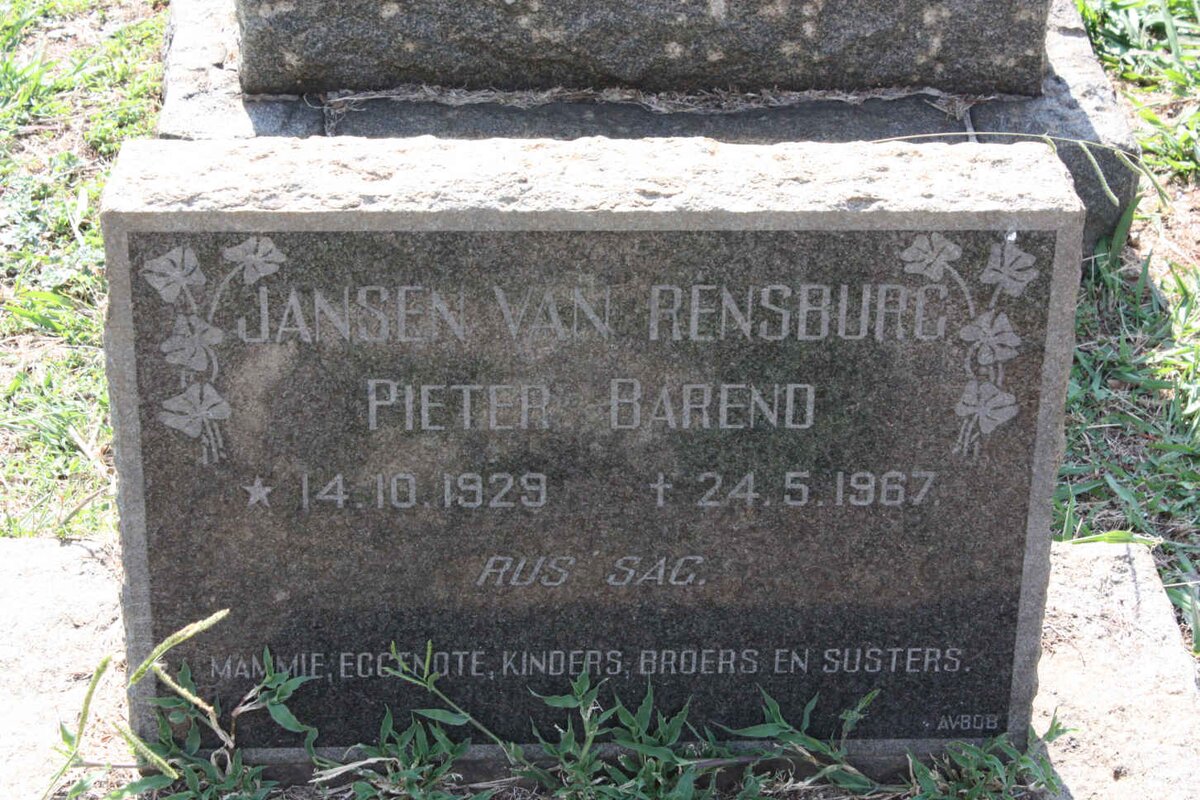 JANSEN VAN RENSBURG
PIETER BAREND
★ 14.10.1929 † 24.5.1967
RUS SAG.
MAMMIE, EGGENOTE, KINDERS, BROERS EN SUSTERS.
AVBOB